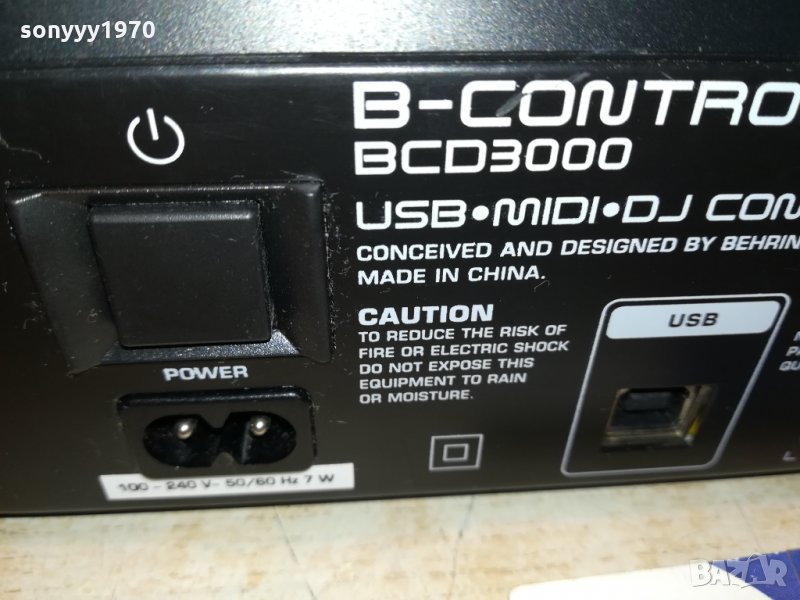 sonyyy1970
B-CONTRO
BCD3000
USB•MIDI•DJ CON
CONCEIVED AND DESIGNED BY BEHRIN
MADE IN CHINA.
CAUTION
TO REDUCE THE RISK OF
FIRE OR ELECTRIC SHOCK
DO NOT EXPOSE THIS
EQUIPMENT TO RAIN
OR MOISTURE.
USB
POWER
100 - 240 V~ 50/60 Hz 7 W
BAZAR